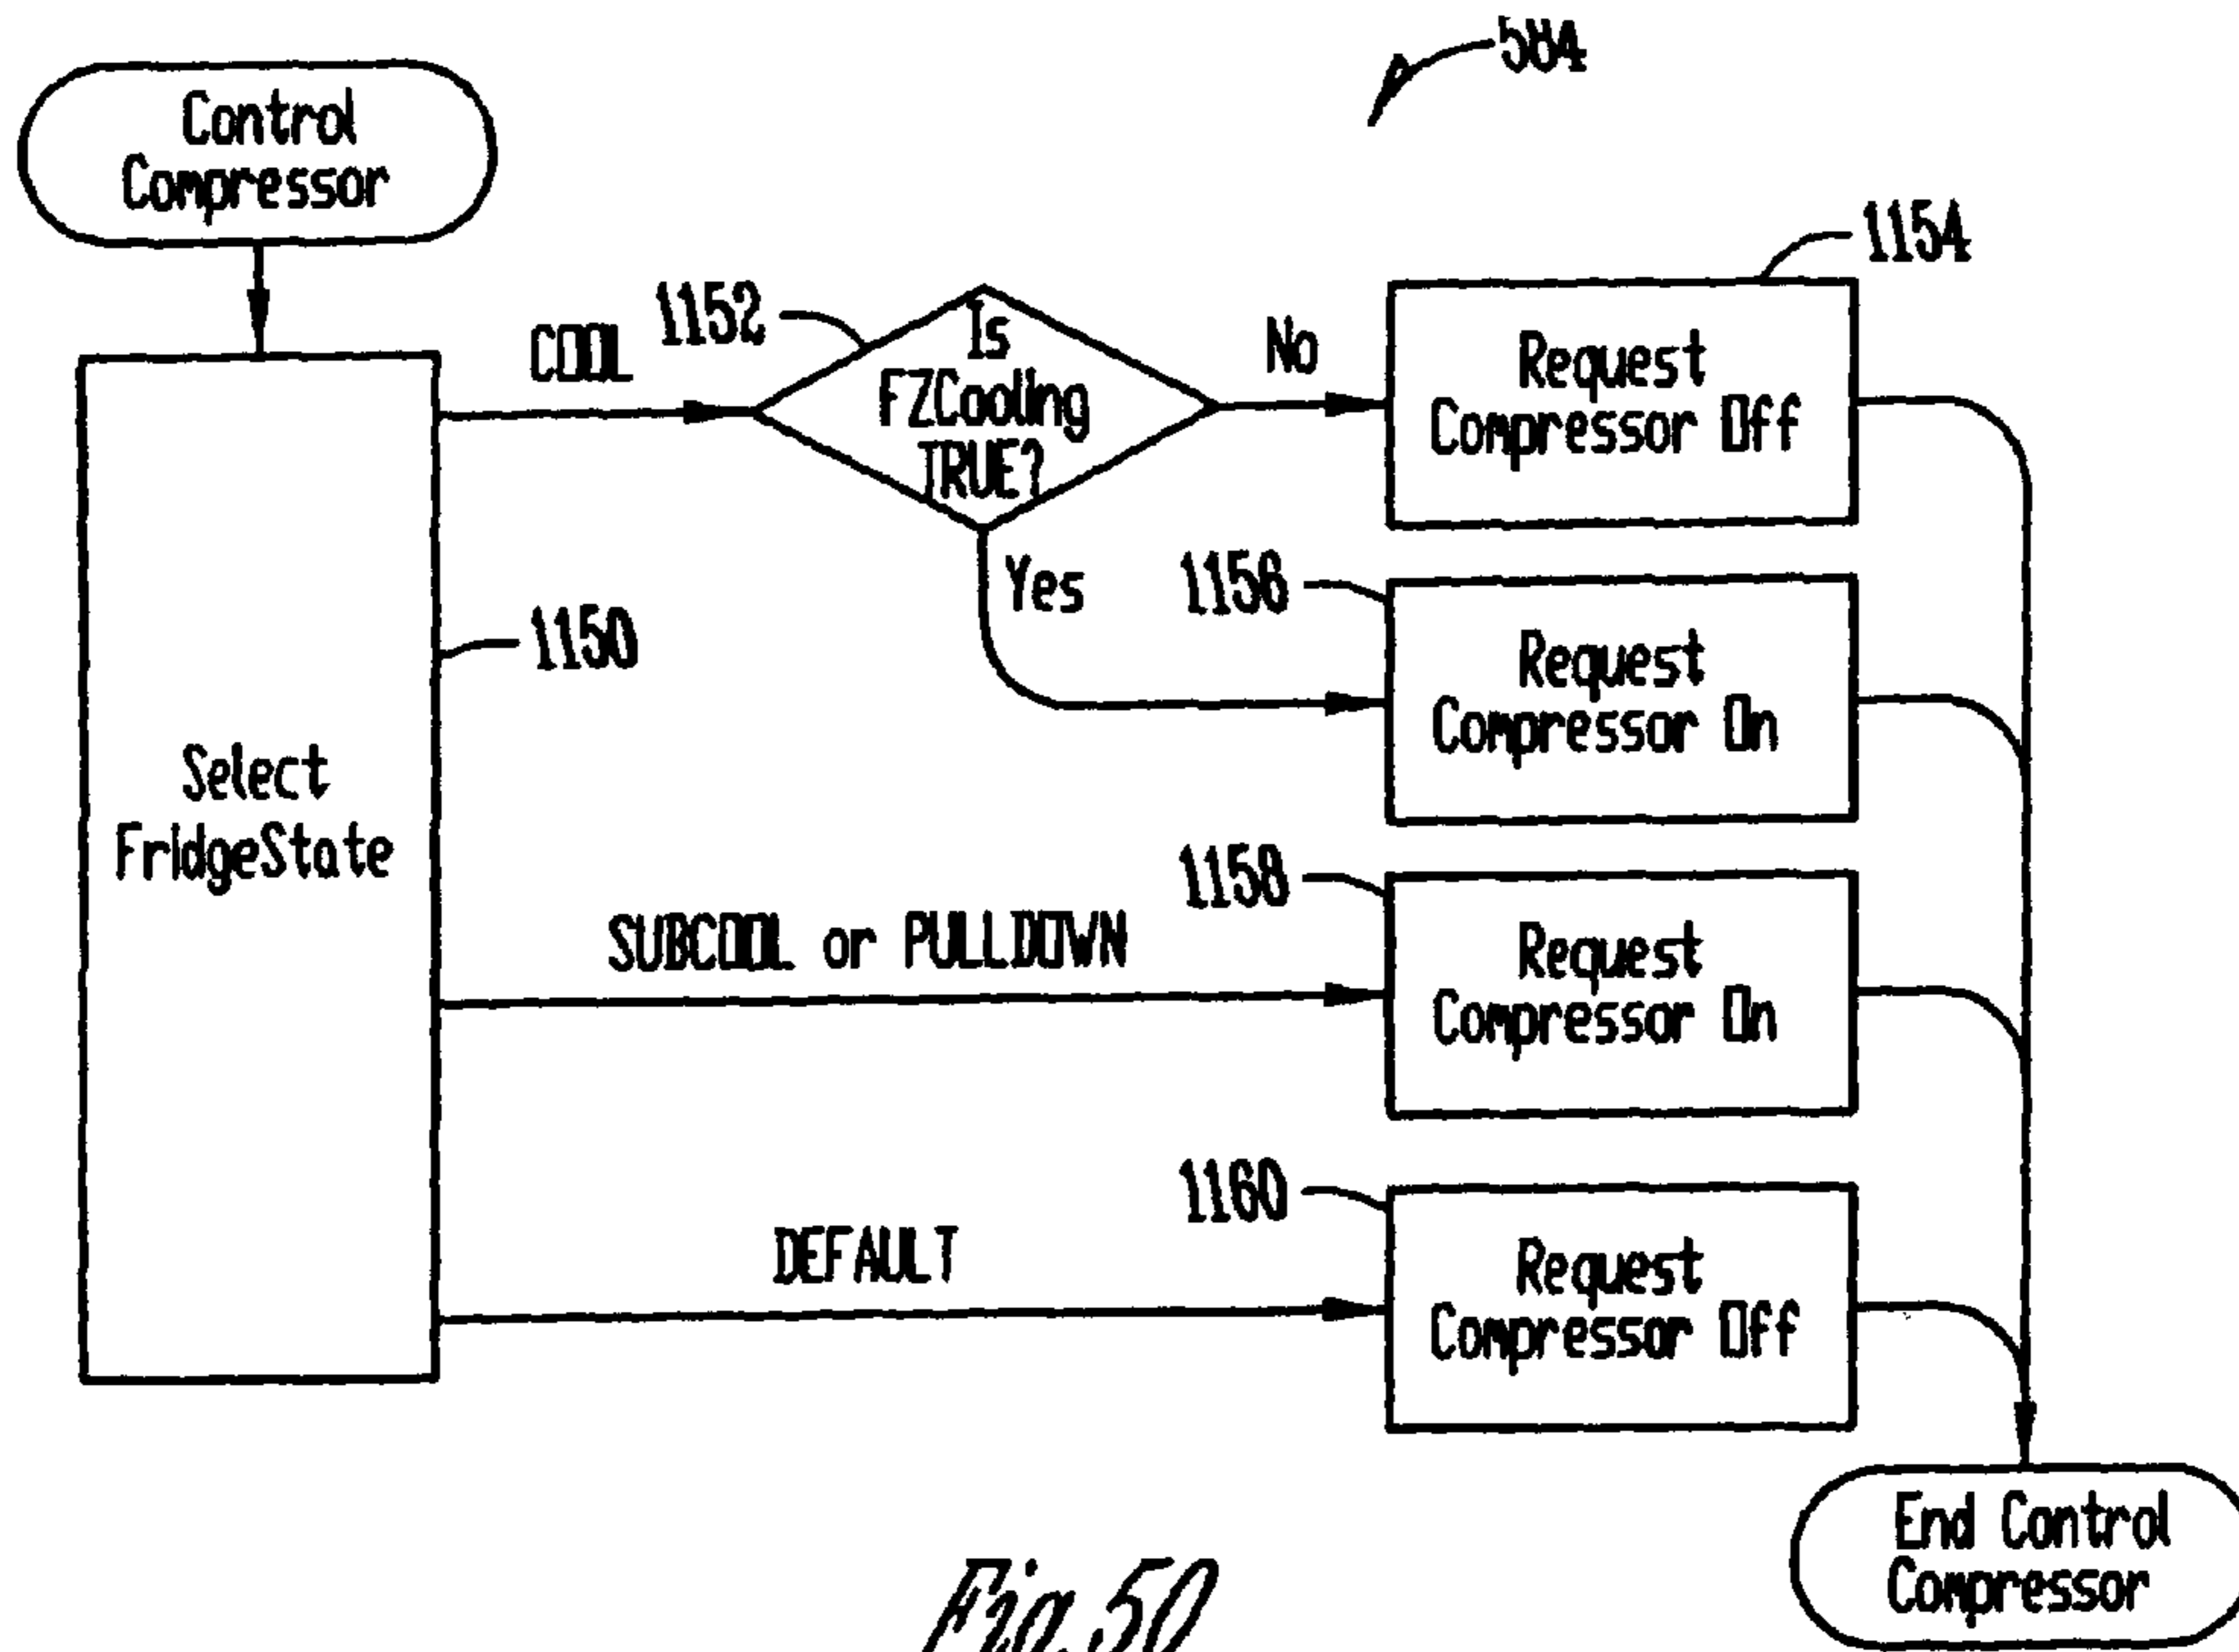 584
Control
Compressor
1154
1152
COOL
Is
FZCooling
TRUE?
No
Request
Compressor Off
Yes
1156
Request
Compressor On
1150
Select
FridgeState
1158
SUBCOOL or PULLDOWN
Request
Compressor On
1160
DEFAULT
Request
Compressor Off
End Control
Compressor
Fig. 50